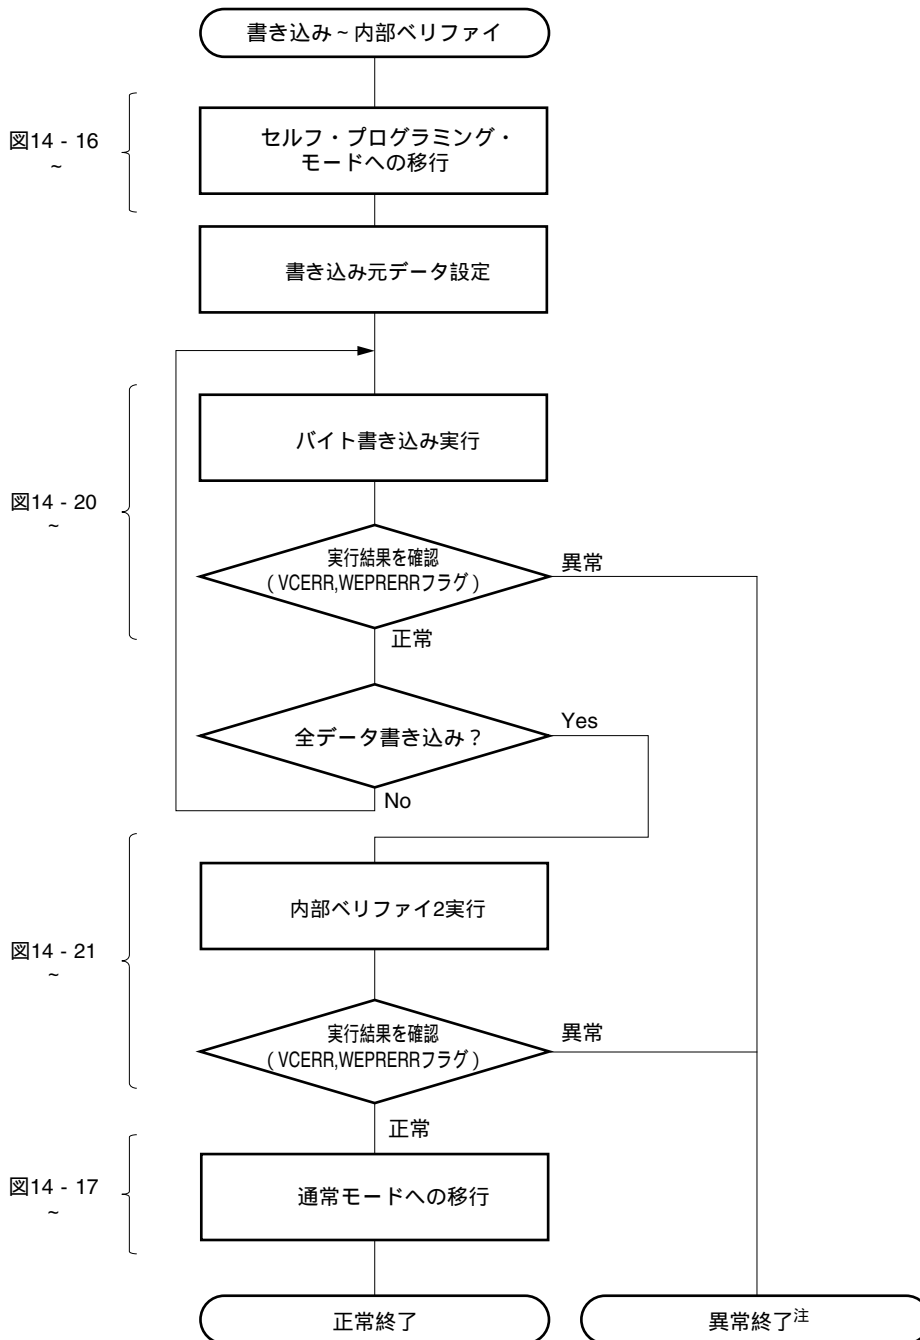 書き込み~内部ベリファイ
図14 - 16
~
セルフ・プログラミング・
モードへの移行
書き込み元データ設定
バイト書き込み実行
図14 - 20
~
実行結果を確認
( VCERR,WEPRERRフラグ )
異常
正常
全データ書き込み?
Yes
No
内部ベリファイ2実行
図14 - 21
~
実行結果を確認
( VCERR,WEPRERRフラグ )
異常
正常
図14 - 17
~
通常モードへの移行
正常終了
異常終了注